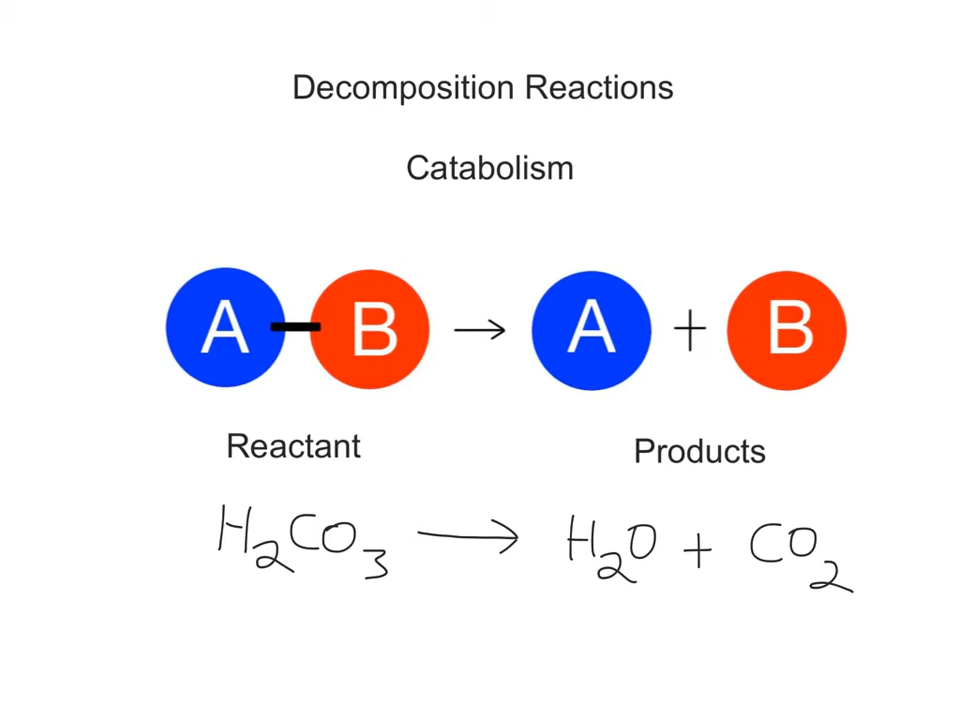 Decomposition Reactions
Catabolism
A B → A + B
Reactant Products
H₂CO₃ → H₂O + CO₂